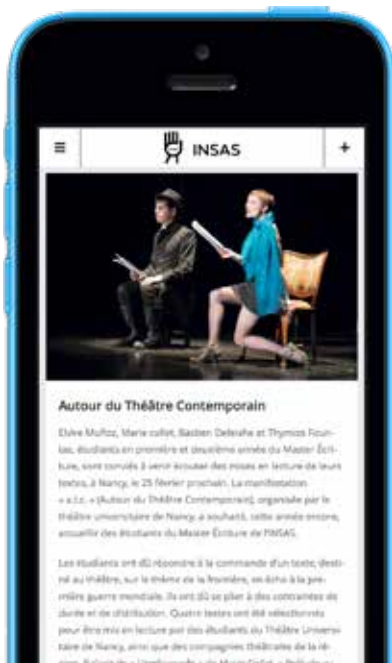 ≡ INSAS +
Autour du Théâtre Contemporain
Elvire Muñoz, Marie collet, Bastien Delehahe et Thymios Foun-
tas, étudiants en première et deuxième année du Master Écri-
ture, sont conviés à venir écouter des mises en lecture de leurs
textes, à Nancy, le 25 février prochain. La manifestation
« a.t.c. » (Autour du Théâtre Contemporain), organisée par le
théâtre universitaire de Nancy, a souhaité, cette année encore,
accueillir des étudiants du Master Écriture de l'INSAS.
Les étudiants ont dû répondre à la commande d'un texte, desti-
né au théâtre, sur le thème de la frontière, en écho à la pre-
mière guerre mondiale. Ils ont dû se plier à des contraintes de
durée et de distribution. Quatre textes ont été sélectionnés
pour être mis en lecture par des étudiants du Théâtre Universi-
taire de Nancy, ainsi que des compagnies théâtrales de la ré-